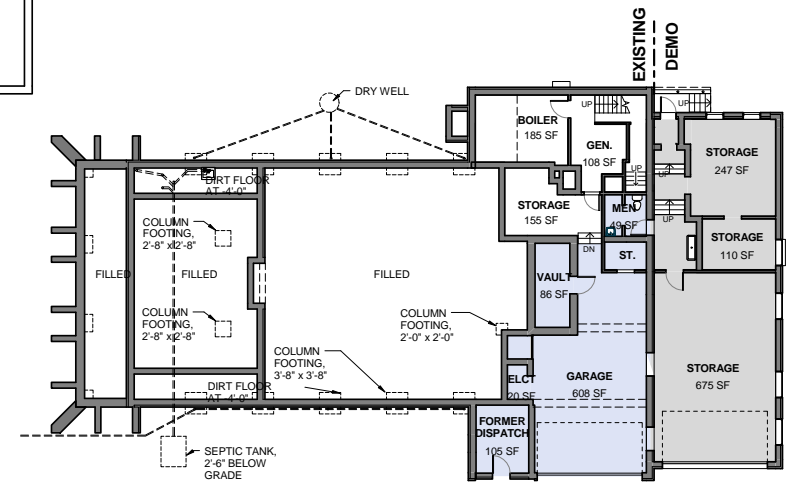 EXISTING
DEMO
DRY WELL
UP
UP
BOILER
185 SF
GEN.
108 SF
STORAGE
247 SF
UP
UP
DIRT FLOOR
AT -4'-0"
STORAGE
155 SF
MEN
49 SF
UP
COLUMN
FOOTING,
2'-8" x 2'-8"
STORAGE
110 SF
DN
ST.
FILLED
FILLED
FILLED
VAULT
86 SF
COLUMN
FOOTING,
2'-8" x 2'-8"
COLUMN
FOOTING,
2'-0" x 2'-0"
COLUMN
FOOTING,
3'-8" x 3'-8"
STORAGE
675 SF
GARAGE
608 SF
ELCT
20 SF
DIRT FLOOR
AT -4'-0"
FORMER
DISPATCH
105 SF
SEPTIC TANK,
2'-6" BELOW
GRADE